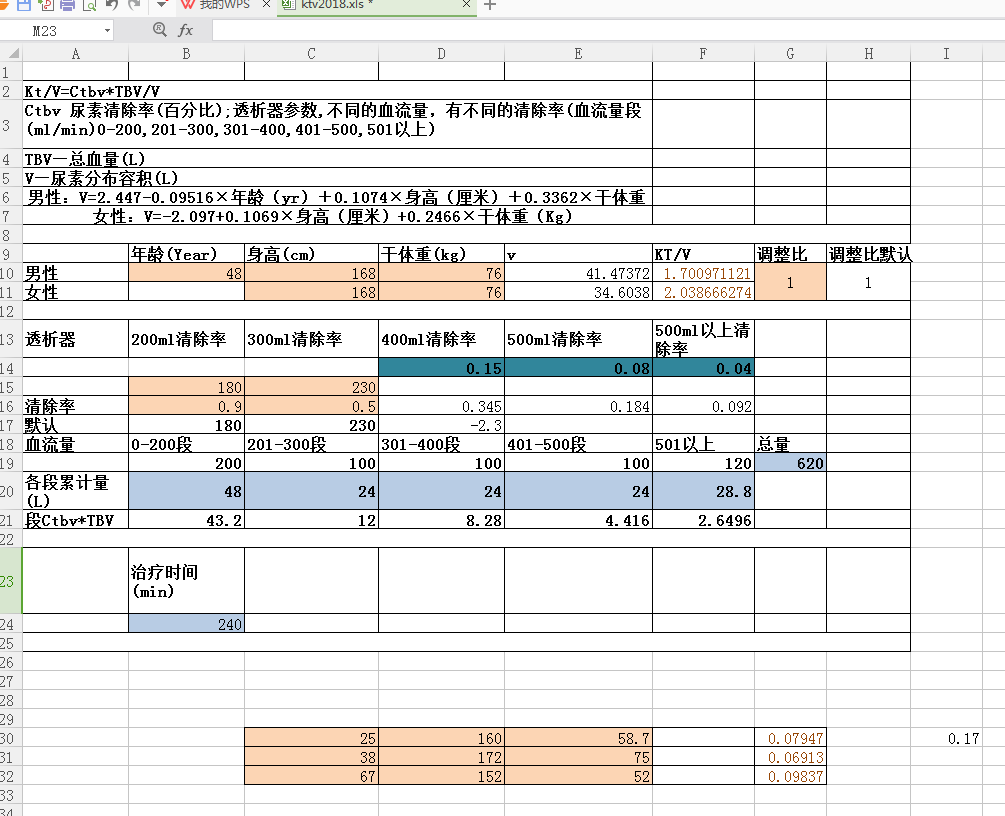 我的WPS × ktv2018.xls * × +
M23 fx
A B C D E F G H I
1
2 Kt/V=Ctbv*TBV/V
3 Ctbv 尿素清除率(百分比);透析器参数,不同的血流量，有不同的清除率(血流量段
(ml/min)0-200,201-300,301-400,401-500,501以上)
4 TBV—总血量(L)
5 V—尿素分布容积(L)
6 男性：V=2.447-0.09516×年龄（yr）＋0.1074×身高（厘米）＋0.3362×干体重
7 女性：V=-2.097+0.1069×身高（厘米）+0.2466×干体重（Kg）
8
9 年龄(Year) 身高(cm) 干体重(kg) v KT/V 调整比 调整比默认
10 男性 48 168 76 41.47372 1.700971121 1 1
11 女性 168 76 34.6038 2.038666274
12
13 透析器 200ml清除率 300ml清除率 400ml清除率 500ml清除率 500ml以上清
除率
14 0.15 0.08 0.04
15 180 230
16 清除率 0.9 0.5 0.345 0.184 0.092
17 默认 180 230 -2.3
18 血流量 0-200段 201-300段 301-400段 401-500段 501以上 总量
19 200 100 100 100 120 620
20 各段累计量
(L) 48 24 24 24 28.8
21 段Ctbv*TBV 43.2 12 8.28 4.416 2.6496
22
23 治疗时间
(min)
24 240
25
26
27
28
29
30 25 160 58.7 0.07947 0.17
31 38 172 75 0.06913
32 67 152 52 0.09837
33
34